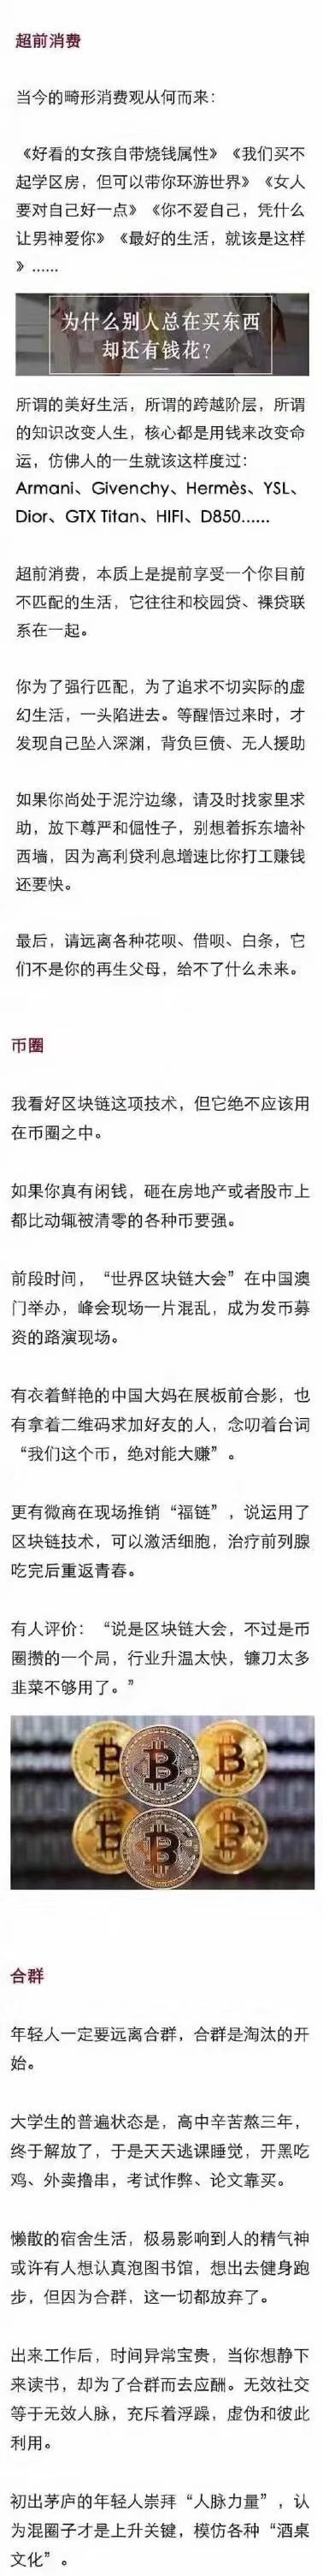 超前消费
当今的畸形消费观从何而来：
《好看的女孩自带烧钱属性》《我们买不
起学区房，但可以带你环游世界》《女人
要对自己好一点》《你不爱自己，凭什么
让男神爱你》《最好的生活，就该是这样
》......
为什么别人总在买东西
却还有钱花？
所谓的美好生活，所谓的跨越阶层，所谓
的知识改变人生，核心都是用钱来改变命
运，仿佛人的一生就该这样度过：
Armani、Givenchy、Hermès、YSL、
Dior、GTX Titan、HIFI、D850......
超前消费，本质上是提前享受一个你目前
不匹配的生活，它往往和校园贷、裸贷联
系在一起。
你为了强行匹配，为了追求不切实际的虚
幻生活，一头陷进去。等醒悟过来时，才
发现自己坠入深渊，背负巨债、无人援助
如果你尚处于泥泞边缘，请及时找家里求
助，放下尊严和倔性子，别想着拆东墙补
西墙，因为高利贷利息增速比你打工赚钱
还要快。
最后，请远离各种花呗、借呗、白条，它
们不是你的再生父母，给不了什么未来。
币圈
我看好区块链这项技术，但它绝不应该用
在币圈之中。
如果你真有闲钱，砸在房地产或者股市上
都比动辄被清零的各种币要强。
前段时间，“世界区块链大会”在中国澳
门举办，峰会现场一片混乱，成为发币募
资的路演现场。
有衣着鲜艳的中国大妈在展板前合影，也
有拿着二维码求加好友的人，念叨着台词
“我们这个币，绝对能大赚”。
更有微商在现场推销“福链”，说运用了
区块链技术，可以激活细胞，治疗前列腺
吃完后重返青春。
有人评价：“说是区块链大会，不过是币
圈攒的一个局，行业升温太快，镰刀太多
韭菜不够用了。”
合群
年轻人一定要远离合群，合群是淘汰的开
始。
大学生的普遍状态是，高中辛苦熬三年，
终于解放了，于是天天逃课睡觉，开黑吃
鸡、外卖撸串，考试作弊、论文靠买。
懒散的宿舍生活，极易影响到人的精气神
或许有人想认真泡图书馆，想出去健身跑
步，但因为合群，这一切都放弃了。
出来工作后，时间异常宝贵，当你想静下
来读书，却为了合群而去应酬。无效社交
等于无效人脉，充斥着浮躁，虚伪和彼此
利用。
初出茅庐的年轻人崇拜“人脉力量”，认
为混圈子才是上升关键，模仿各种“酒桌
文化”。